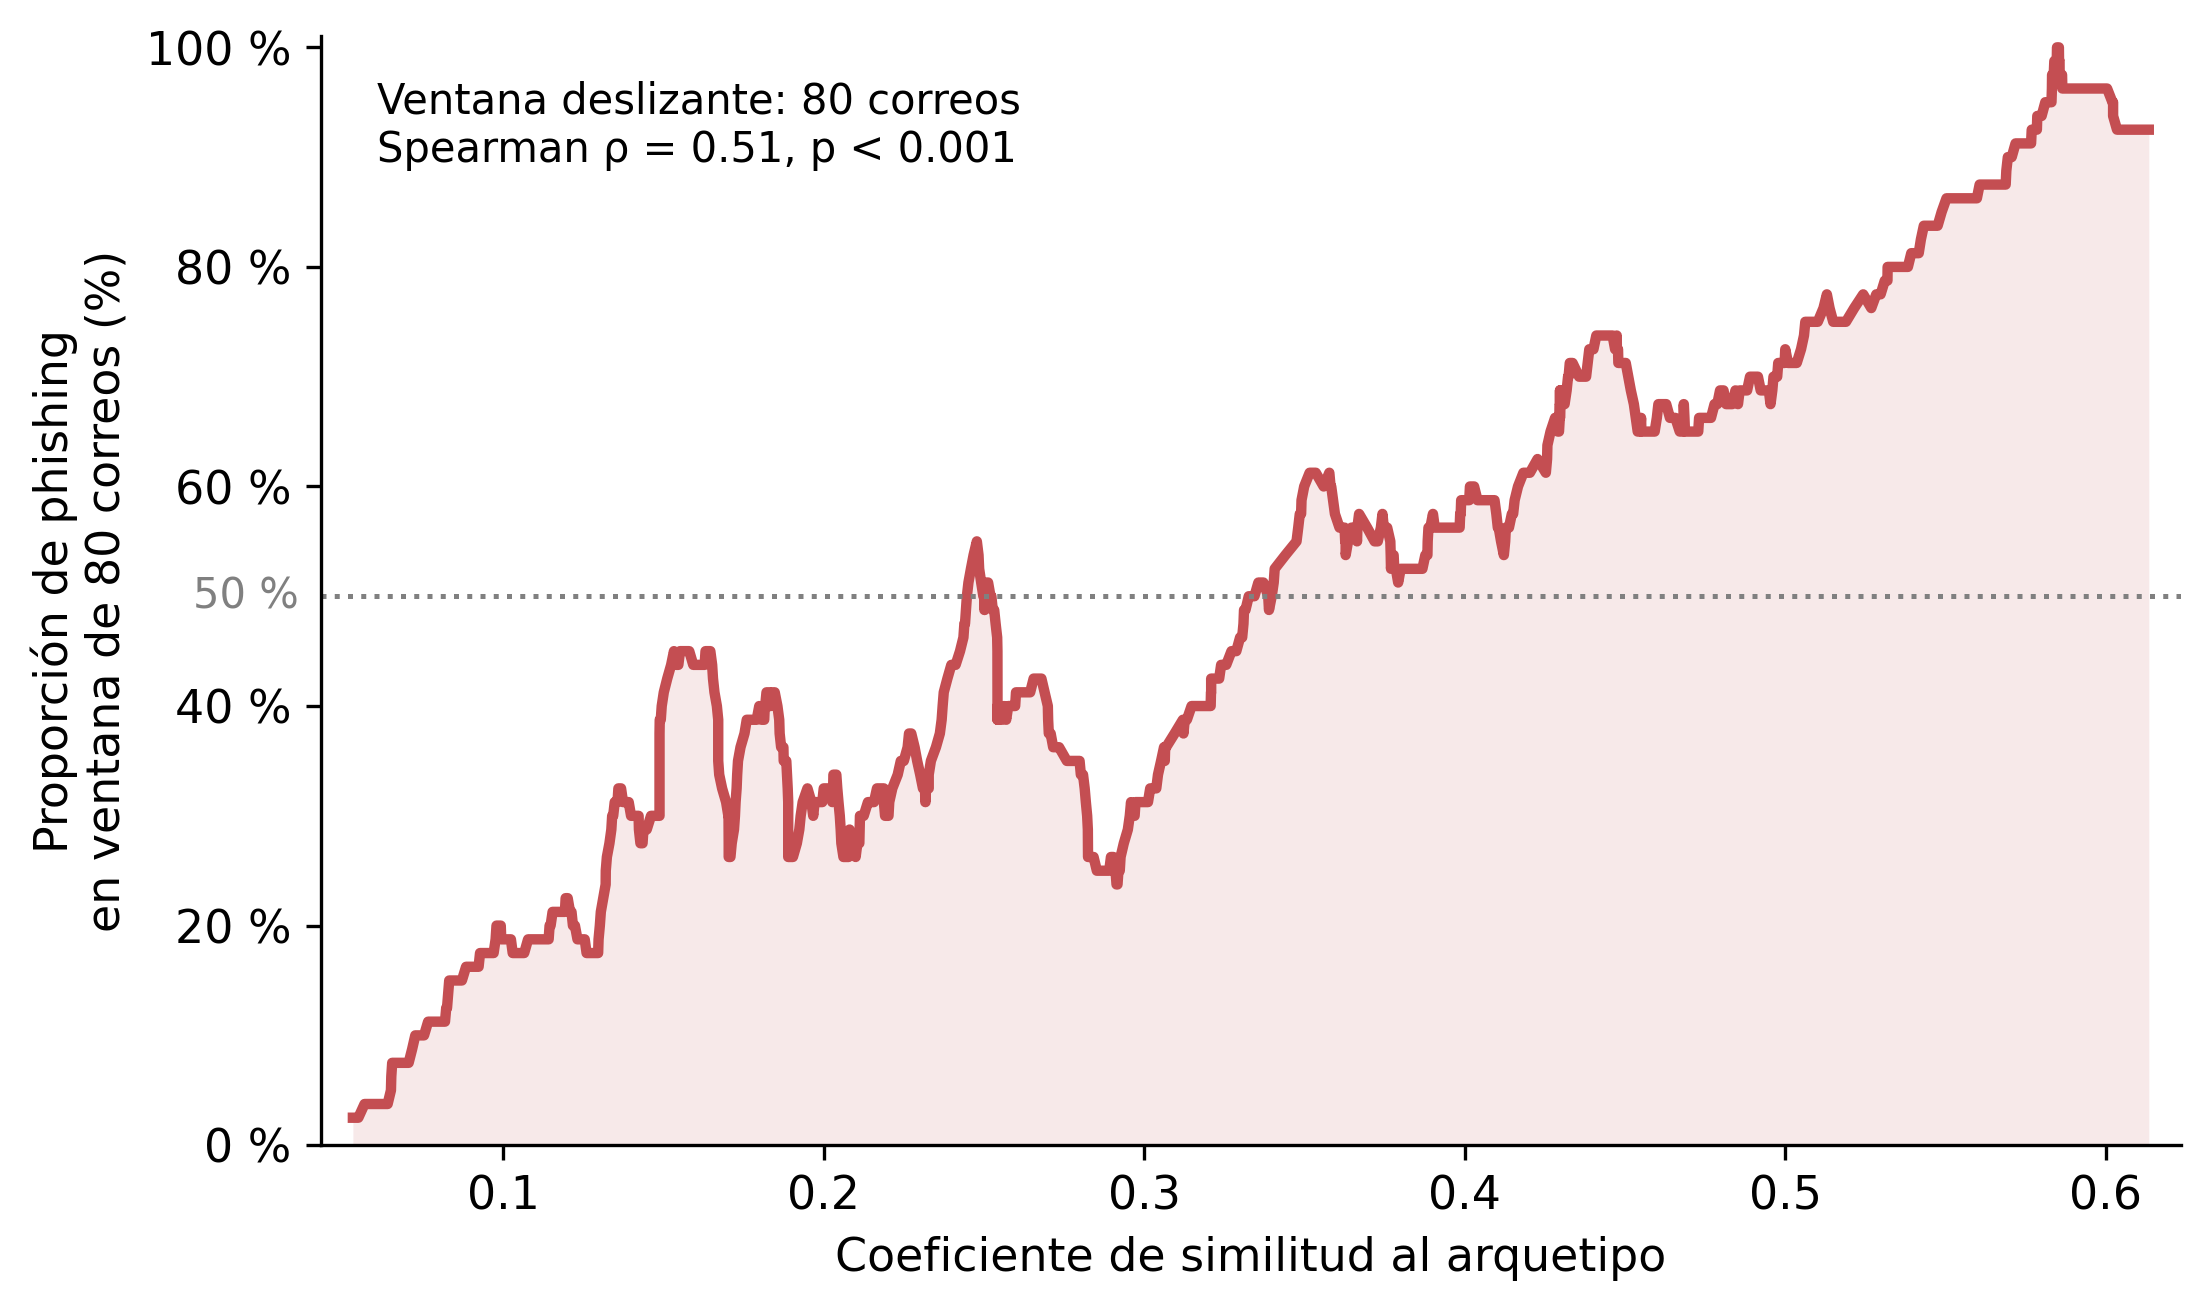 Ventana deslizante: 80 correos
Spearman ρ = 0.51, p < 0.001
Proporción de phishing
en ventana de 80 correos (%)
100 %
80 %
60 %
50 %
40 %
20 %
0 %
0.1 0.2 0.3 0.4 0.5 0.6
Coeficiente de similitud al arquetipo